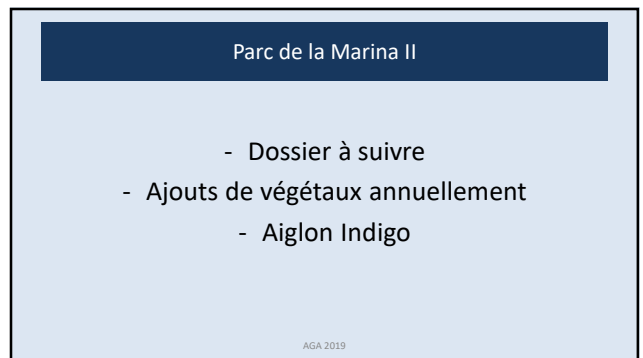 Parc de la Marina II
- Dossier à suivre
- Ajouts de végétaux annuellement
- Aiglon Indigo
AGA 2019